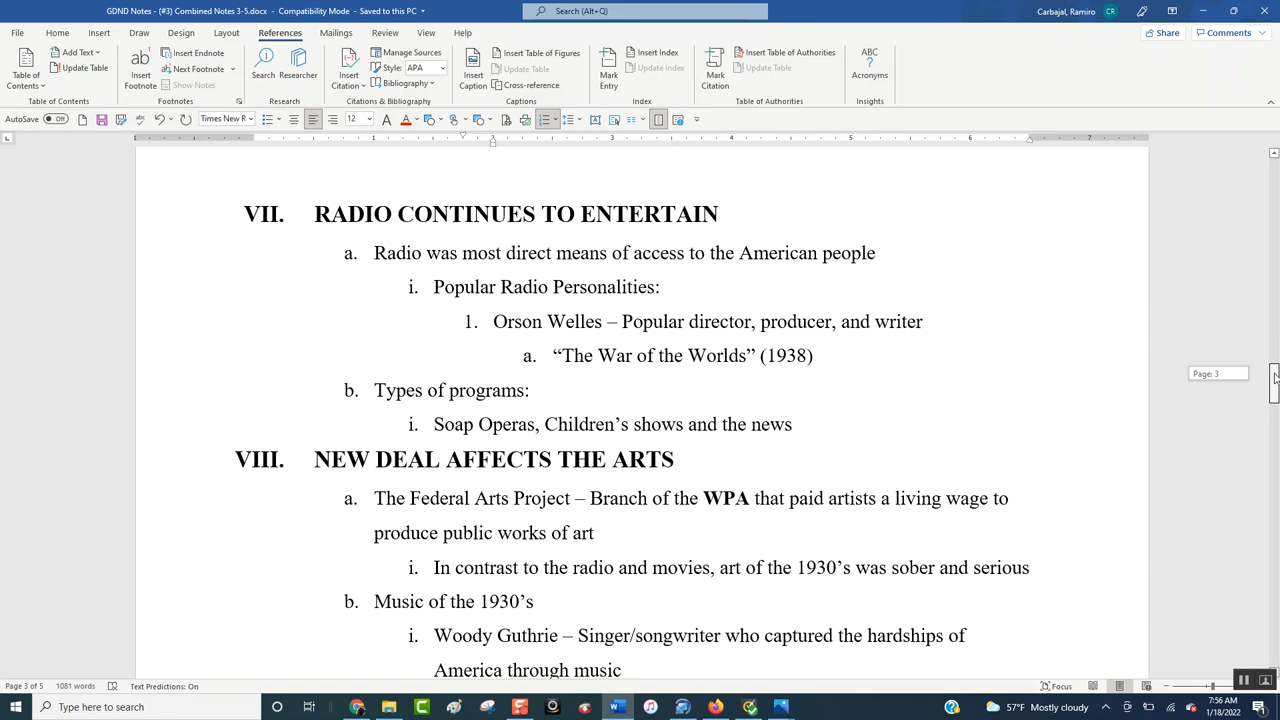 GDND Notes - (#3) Combined Notes 3-5.docx - Compatibility Mode - Saved to this PC
Search (Alt+Q)
Carbajal, Ramiro CR
File Home Insert Draw Design Layout References Mailings Review View Help Share Comments
Table of Contents
Add Text
Update Table
Table of Contents
Insert Footnote
Insert Endnote
Next Footnote
Show Notes
Footnotes
Search
Researcher
Research
Insert Citation
Manage Sources
Style: APA
Bibliography
Citations & Bibliography
Insert Caption
Insert Table of Figures
Update Table
Cross-reference
Captions
Mark Entry
Insert Index
Update Index
Index
Mark Citation
Insert Table of Authorities
Update Table
Table of Authorities
Acronyms
Insights
AutoSave Off Times New R 12
1 1 2 3 4 5 6 7
VII. RADIO CONTINUES TO ENTERTAIN
a. Radio was most direct means of access to the American people
i. Popular Radio Personalities:
1. Orson Welles – Popular director, producer, and writer
a. “The War of the Worlds” (1938)
Page: 3
b. Types of programs:
i. Soap Operas, Children’s shows and the news
VIII. NEW DEAL AFFECTS THE ARTS
a. The Federal Arts Project – Branch of the WPA that paid artists a living wage to
produce public works of art
i. In contrast to the radio and movies, art of the 1930’s was sober and serious
b. Music of the 1930’s
i. Woody Guthrie – Singer/songwriter who captured the hardships of
America through music
Page 3 of 5 1081 words Text Predictions: On Focus
Type here to search
57°F Mostly cloudy
7:56 AM
1/18/2022